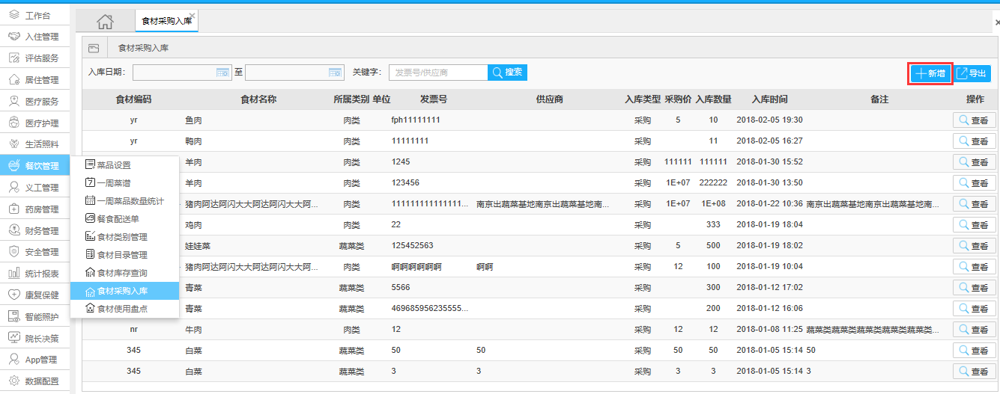 工作台
入住管理
评估服务
居住管理
医疗服务
医疗护理
生活照料
餐饮管理
义工管理
药房管理
财务管理
安全管理
统计报表
康复保健
智能照护
院长决策
App管理
数据配置
菜品设置
一周菜谱
一周菜品数量统计
餐食配送单
食材类别管理
食材目录管理
食材库存查询
食材采购入库
食材使用盘点
食材采购入库
食材采购入库
入库日期: 至 关键字: 发票号/供应商 搜索 新增 导出
食材编码 食材名称 所属类别 单位 发票号 供应商 入库类型 采购价 入库数量 入库时间 备注 操作
yr 鱼肉 肉类 fph11111111 采购 5 10 2018-02-05 19:30 查看
yr 鸭肉 肉类 11111111 采购 11 2018-02-05 16:27 查看
羊肉 肉类 1245 采购 111111 111111 2018-01-30 15:52 查看
羊肉 肉类 123456 采购 1E+07 222222 2018-01-30 13:50 查看
猪肉阿达阿闪大大阿达阿闪大大阿... 肉类 111111111111111... 南京出蔬菜基地南京出蔬菜基地南... 采购 1E+07 1E+08 2018-01-22 10:36 南京出蔬菜基地南京出蔬菜基地南... 查看
鸡肉 肉类 22 采购 333 2018-01-19 18:04 查看
娃娃菜 蔬菜类 125452563 采购 5 500 2018-01-19 18:02 查看
猪肉阿达阿闪大大阿达阿闪大大阿... 肉类 啊啊啊啊啊啊 啊啊 采购 12 100 2018-01-19 10:04 查看
青菜 蔬菜类 5566 采购 300 2018-01-12 17:02 查看
青菜 蔬菜类 469685956235555... 采购 200 2018-01-12 16:06 查看
nr 牛肉 肉类 12 采购 12 12 2018-01-08 11:25 蔬菜类蔬菜类蔬菜类蔬菜类蔬菜类... 查看
345 白菜 蔬菜类 50 50 采购 50 50 2018-01-05 15:14 50 查看
345 白菜 蔬菜类 3 3 采购 3 3 2018-01-05 15:14 3 查看